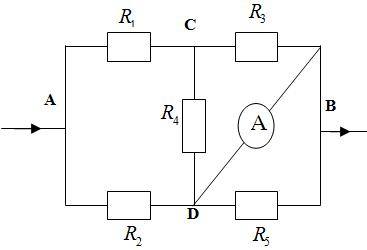 R₁ C R₃
A R₄ A B
R₂ D R₅